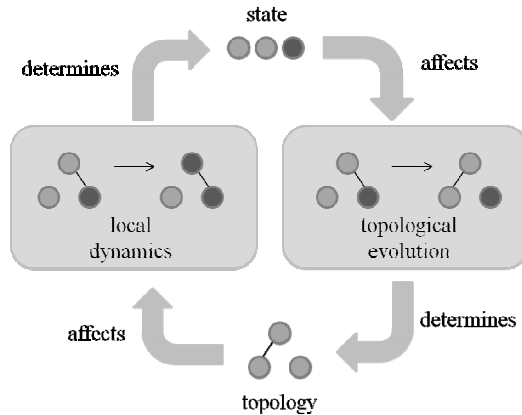 state
determines
affects
local
dynamics
topological
evolution
affects
determines
topology